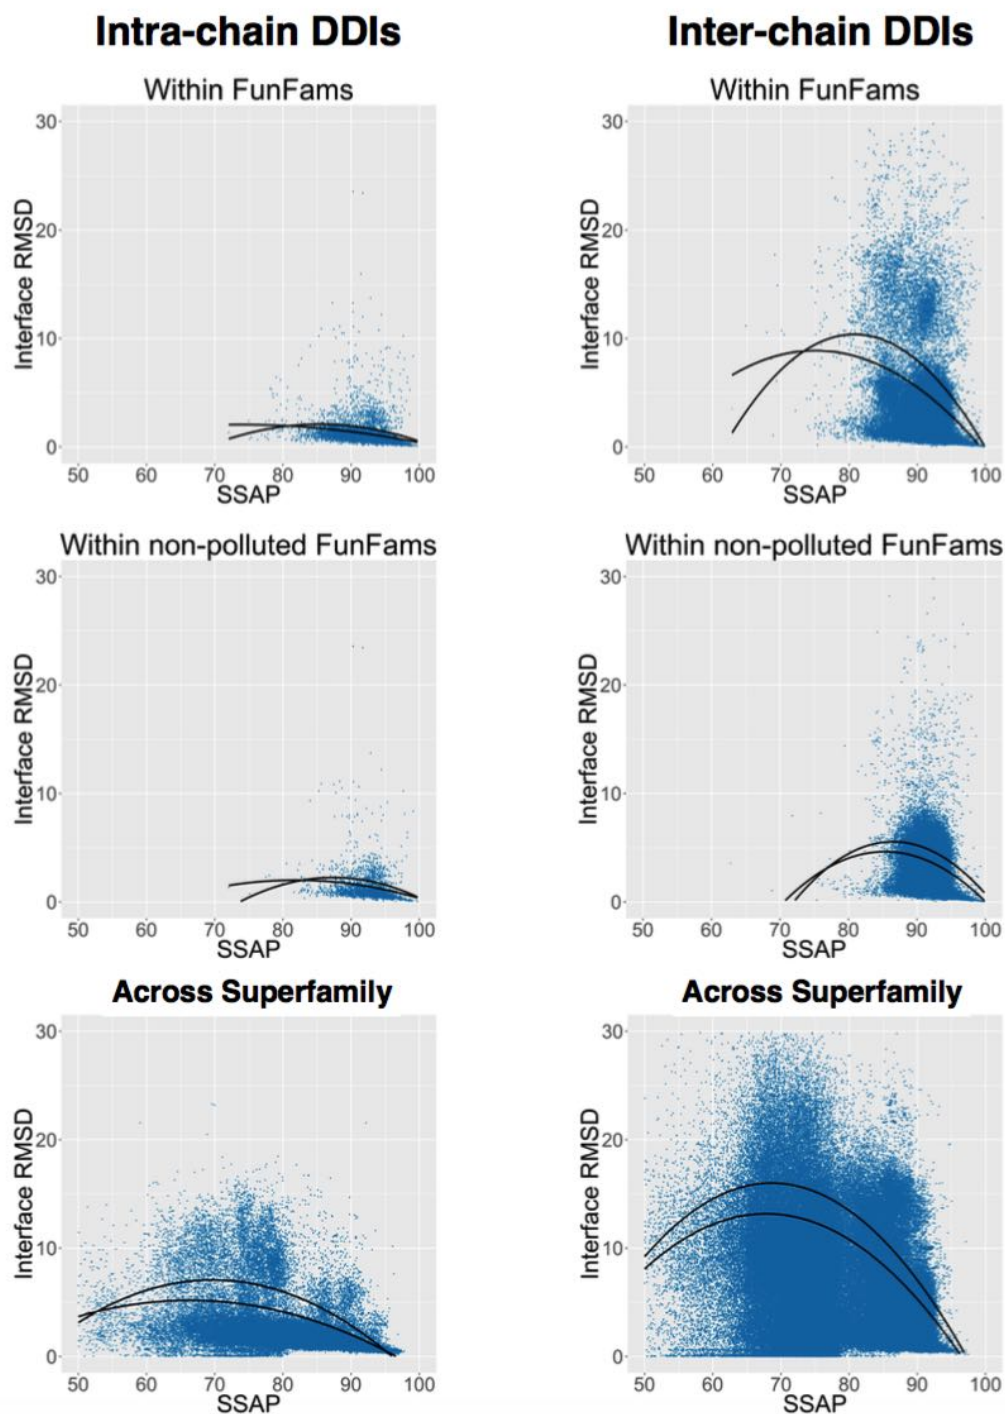 Intra-chain DDIs
Inter-chain DDIs
Within FunFams
30
20
10
0
Interface RMSD
50 60 70 80 90 100
SSAP
Within FunFams
30
20
10
0
Interface RMSD
50 60 70 80 90 100
SSAP
Within non-polluted FunFams
30
20
10
0
Interface RMSD
50 60 70 80 90 100
SSAP
Within non-polluted FunFams
30
20
10
0
Interface RMSD
50 60 70 80 90 100
SSAP
Across Superfamily
30
20
10
0
Interface RMSD
50 60 70 80 90 100
SSAP
Across Superfamily
30
20
10
0
Interface RMSD
50 60 70 80 90 100
SSAP